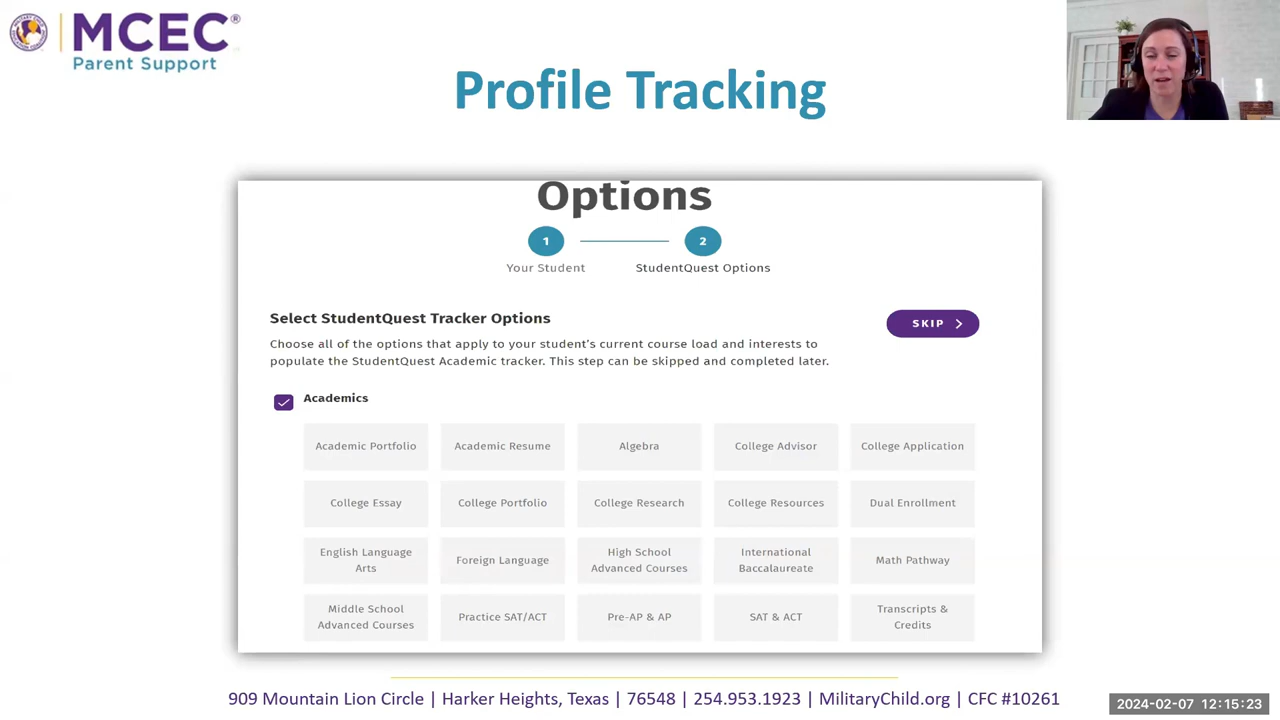 MCEC®
Parent Support
Profile Tracking
Options
1
2
Your Student
StudentQuest Options
Select StudentQuest Tracker Options
SKIP
Choose all of the options that apply to your student's current course load and interests to
populate the StudentQuest Academic tracker. This step can be skipped and completed later.
Academics
Academic Portfolio
Academic Resume
Algebra
College Advisor
College Application
College Essay
College Portfolio
College Research
College Resources
Dual Enrollment
English Language
Arts
Foreign Language
High School
Advanced Courses
International
Baccalaureate
Math Pathway
Middle School
Advanced Courses
Practice SAT/ACT
Pre-AP & AP
SAT & ACT
Transcripts &
Credits
909 Mountain Lion Circle | Harker Heights, Texas | 76548 | 254.953.1923 | MilitaryChild.org | CFC #10261
2024-02-07 12:15:23